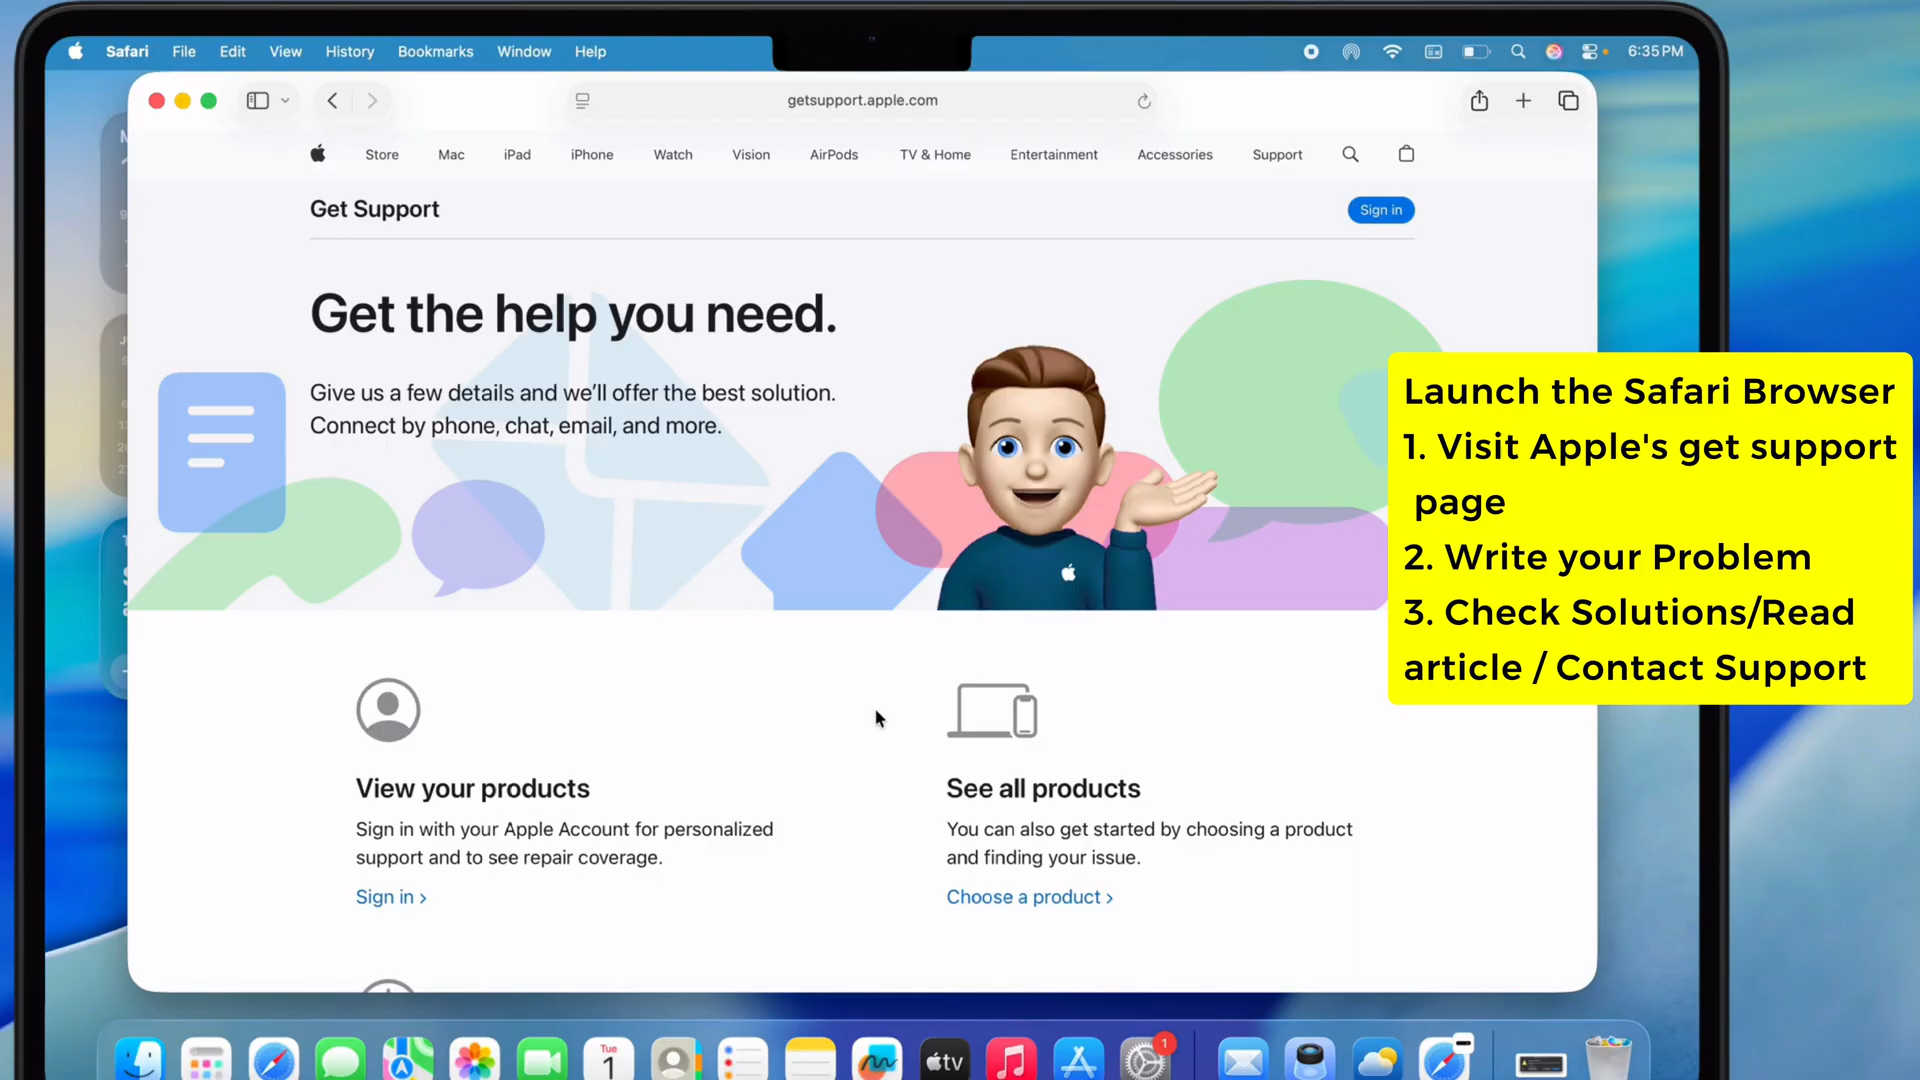 Safari File Edit View History Bookmarks Window Help 6:35 PM
getsupport.apple.com
Store Mac iPad iPhone Watch Vision AirPods TV & Home Entertainment Accessories Support
Get Support
Sign in
Get the help you need.
Give us a few details and we'll offer the best solution.
Connect by phone, chat, email, and more.
Launch the Safari Browser
1. Visit Apple's get support
page
2. Write your Problem
3. Check Solutions/Read
article / Contact Support
View your products
Sign in with your Apple Account for personalized
support and to see repair coverage.
Sign in >
See all products
You can also get started by choosing a product
and finding your issue.
Choose a product >
Tue
1
tv
1